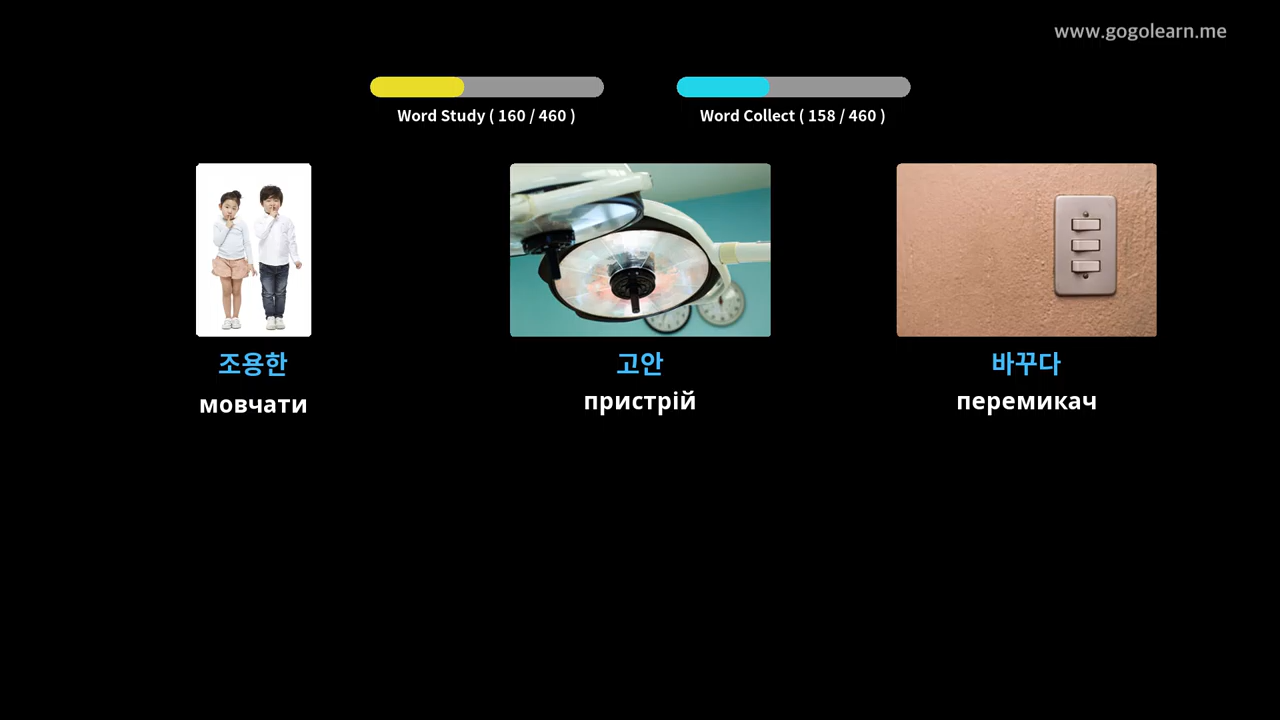 www.gogolearn.me
Word Study ( 160 / 460 )
Word Collect ( 158 / 460 )
조용한
고안
바꾸다
мовчати
пристрій
перемикач